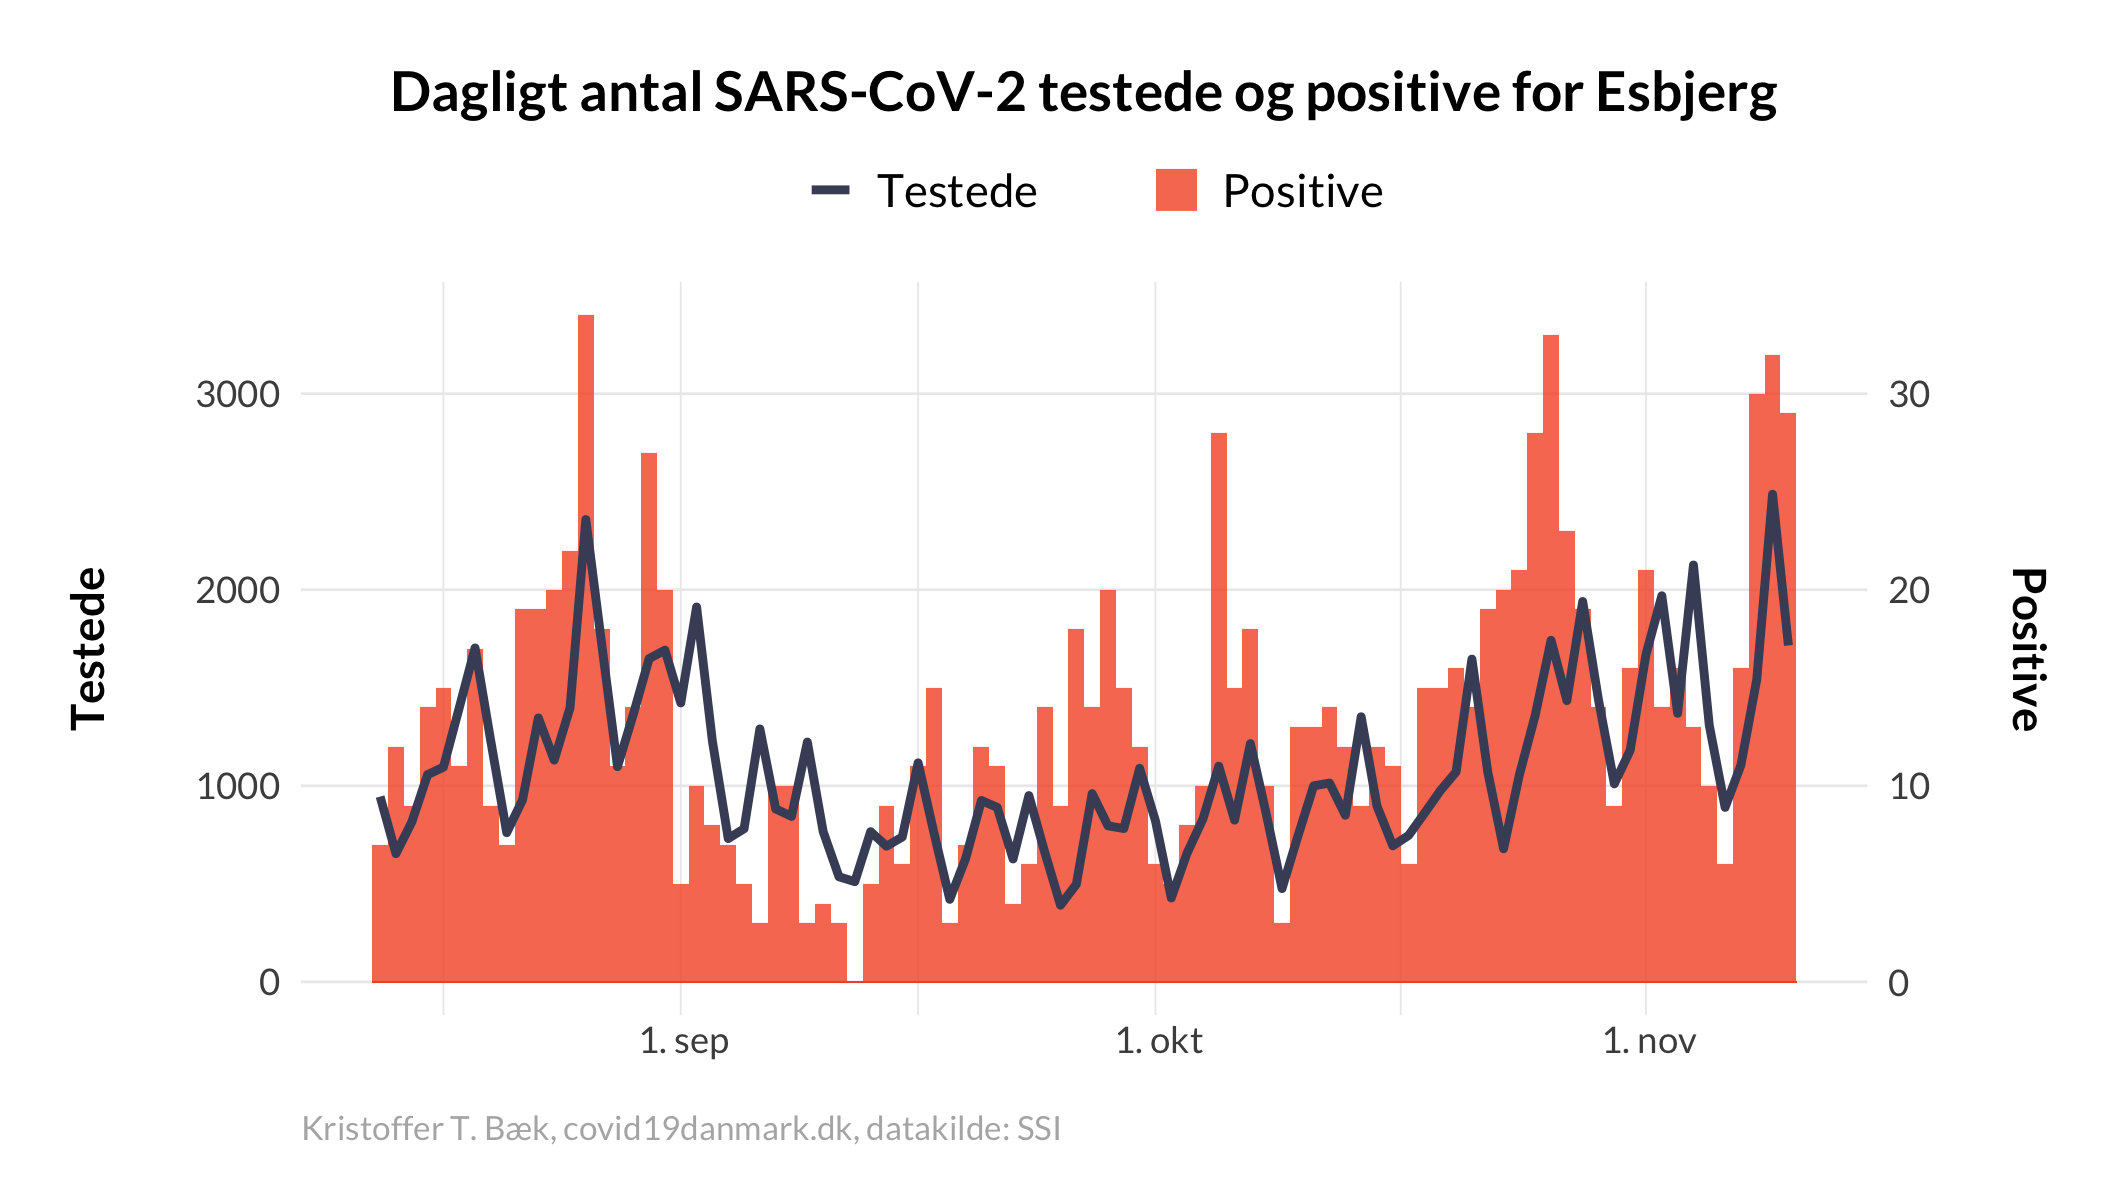 Dagligt antal SARS-CoV-2 testede og positive for Esbjerg
Testede
Positive
3000
2000
1000
0
30
20
10
0
Testede
Positive
1. sep
1. okt
1. nov
Kristoffer T. Bæk, covid19danmark.dk, datakilde: SSI